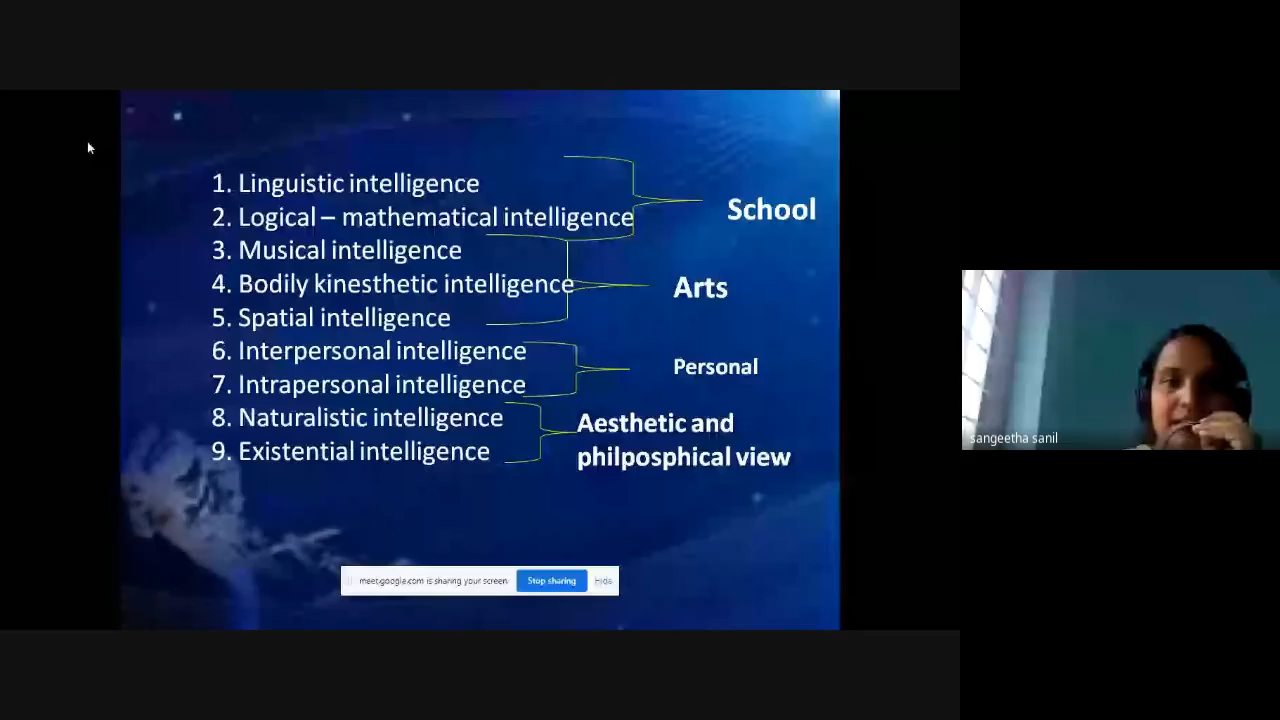 1. Linguistic intelligence
2. Logical – mathematical intelligence
School
3. Musical intelligence
4. Bodily kinesthetic intelligence
Arts
5. Spatial intelligence
6. Interpersonal intelligence
7. Intrapersonal intelligence
Personal
8. Naturalistic intelligence
9. Existential intelligence
Aesthetic and
philposphical view
meet.google.com is sharing your screen
Stop sharing
Hide
sangeetha sanil